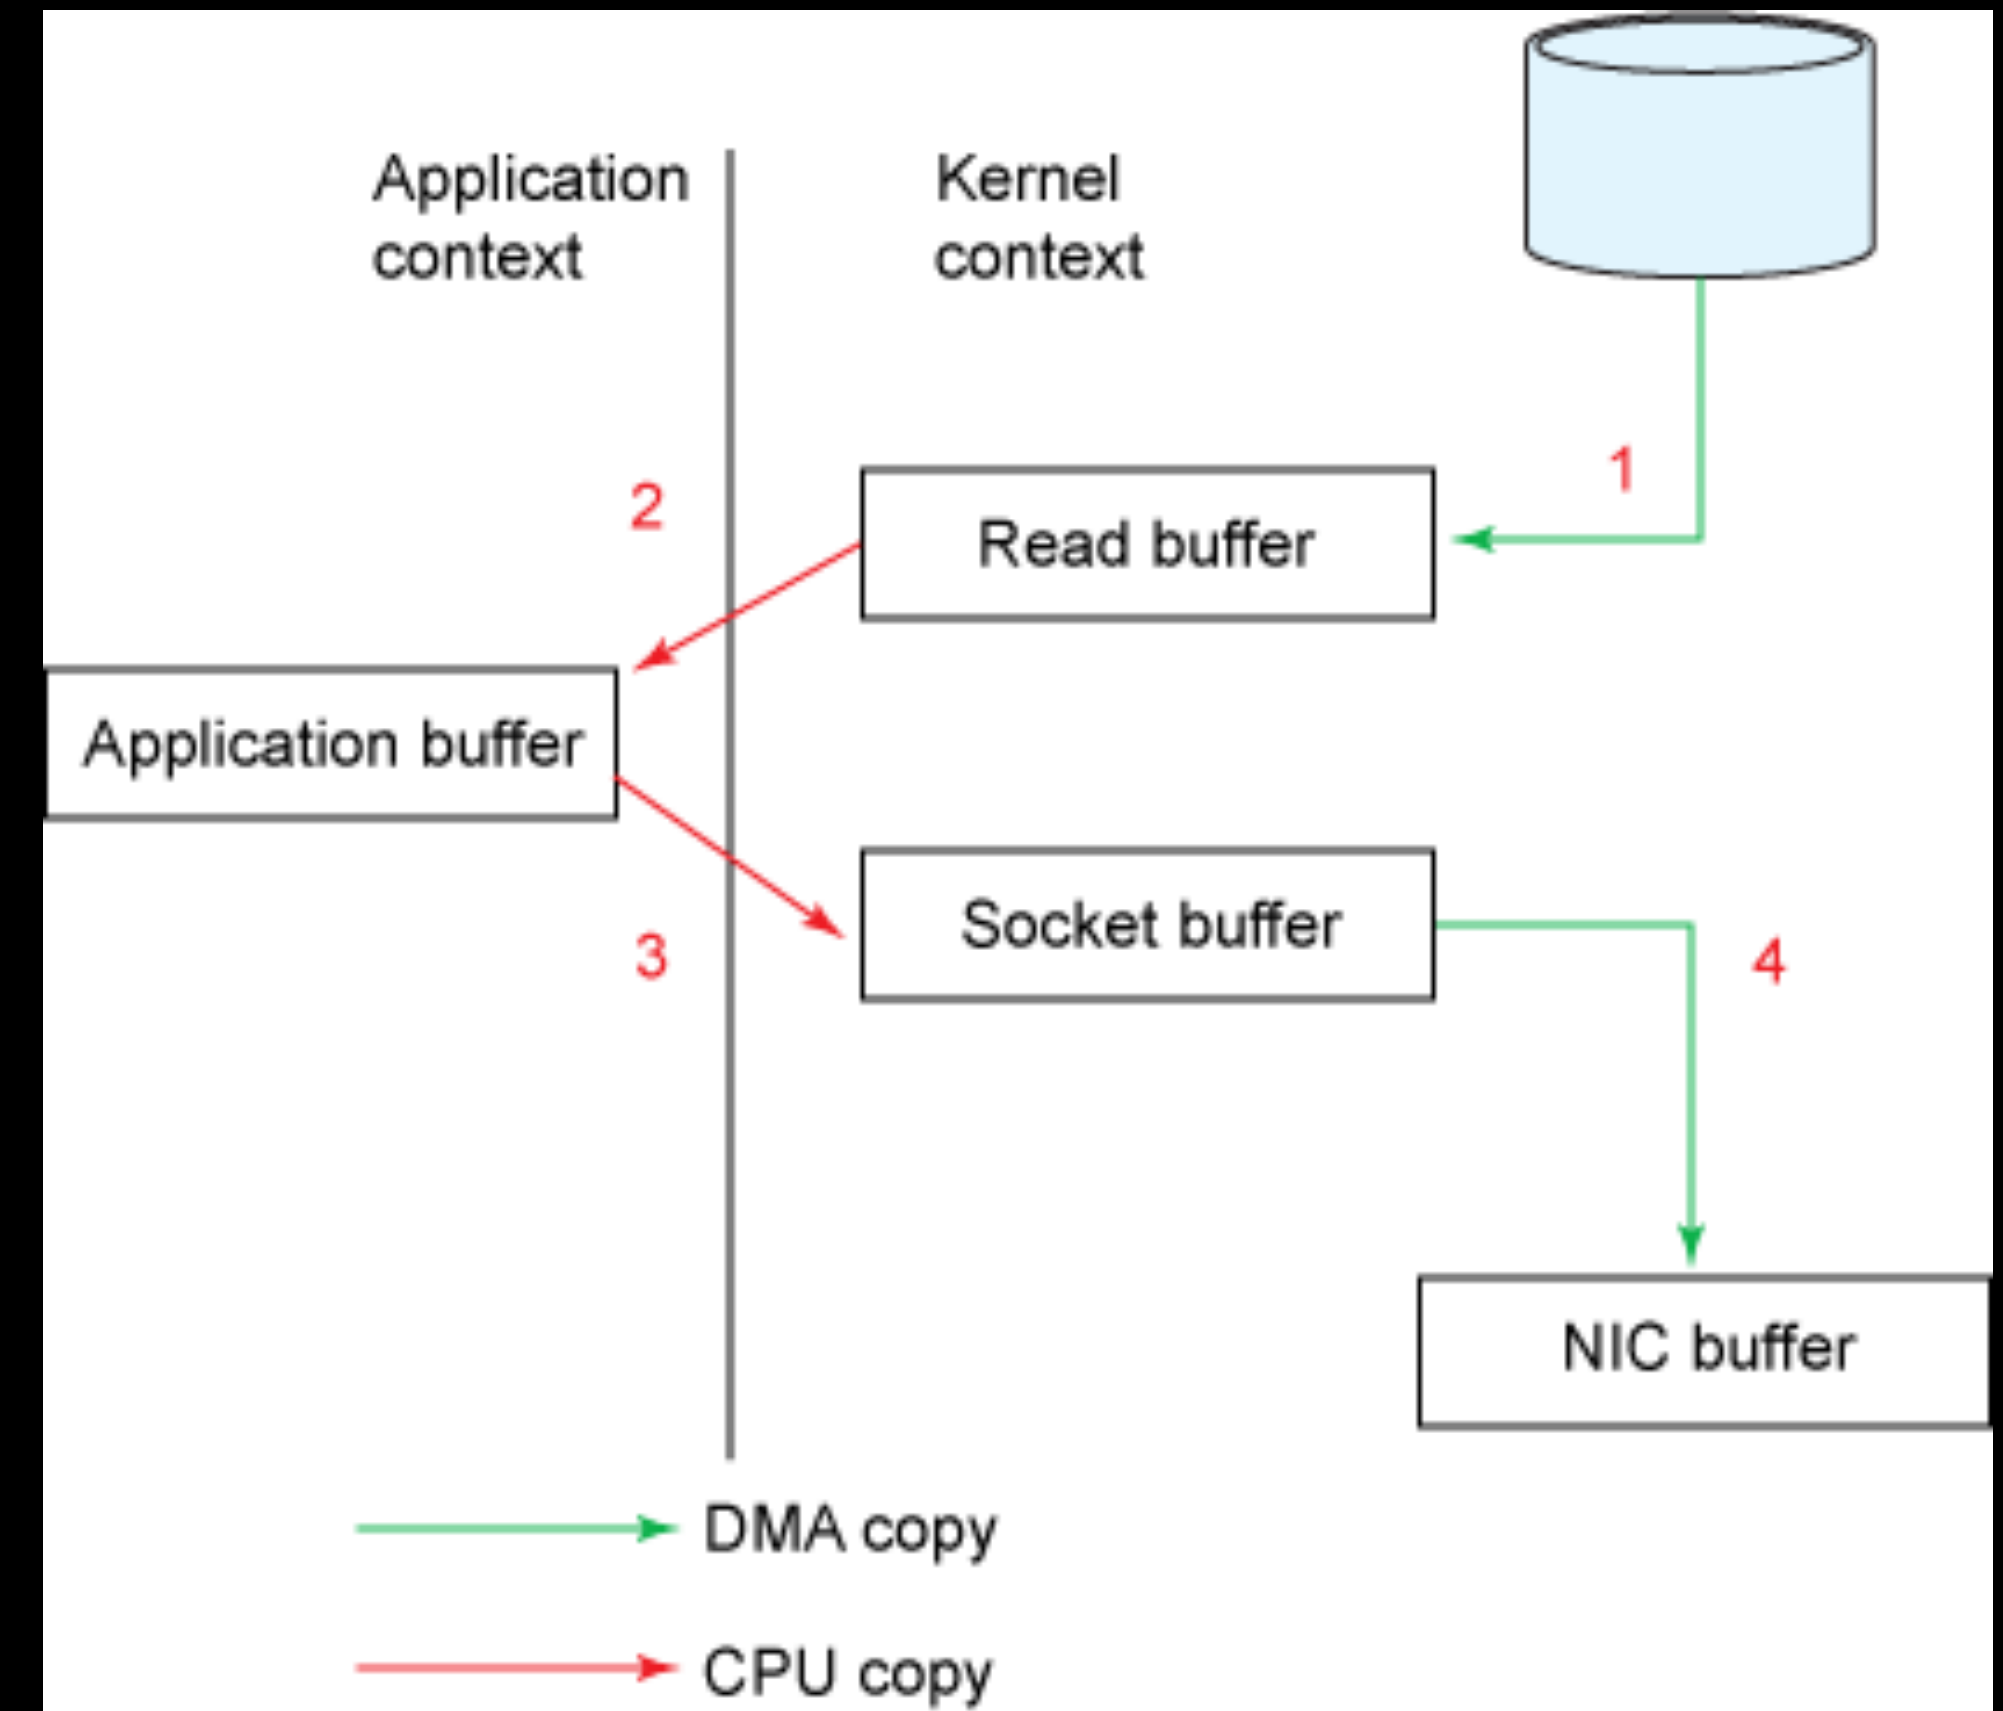 Application
context
Kernel
context
1
2
Read buffer
Application buffer
Socket buffer
3
4
NIC buffer
DMA copy
CPU copy